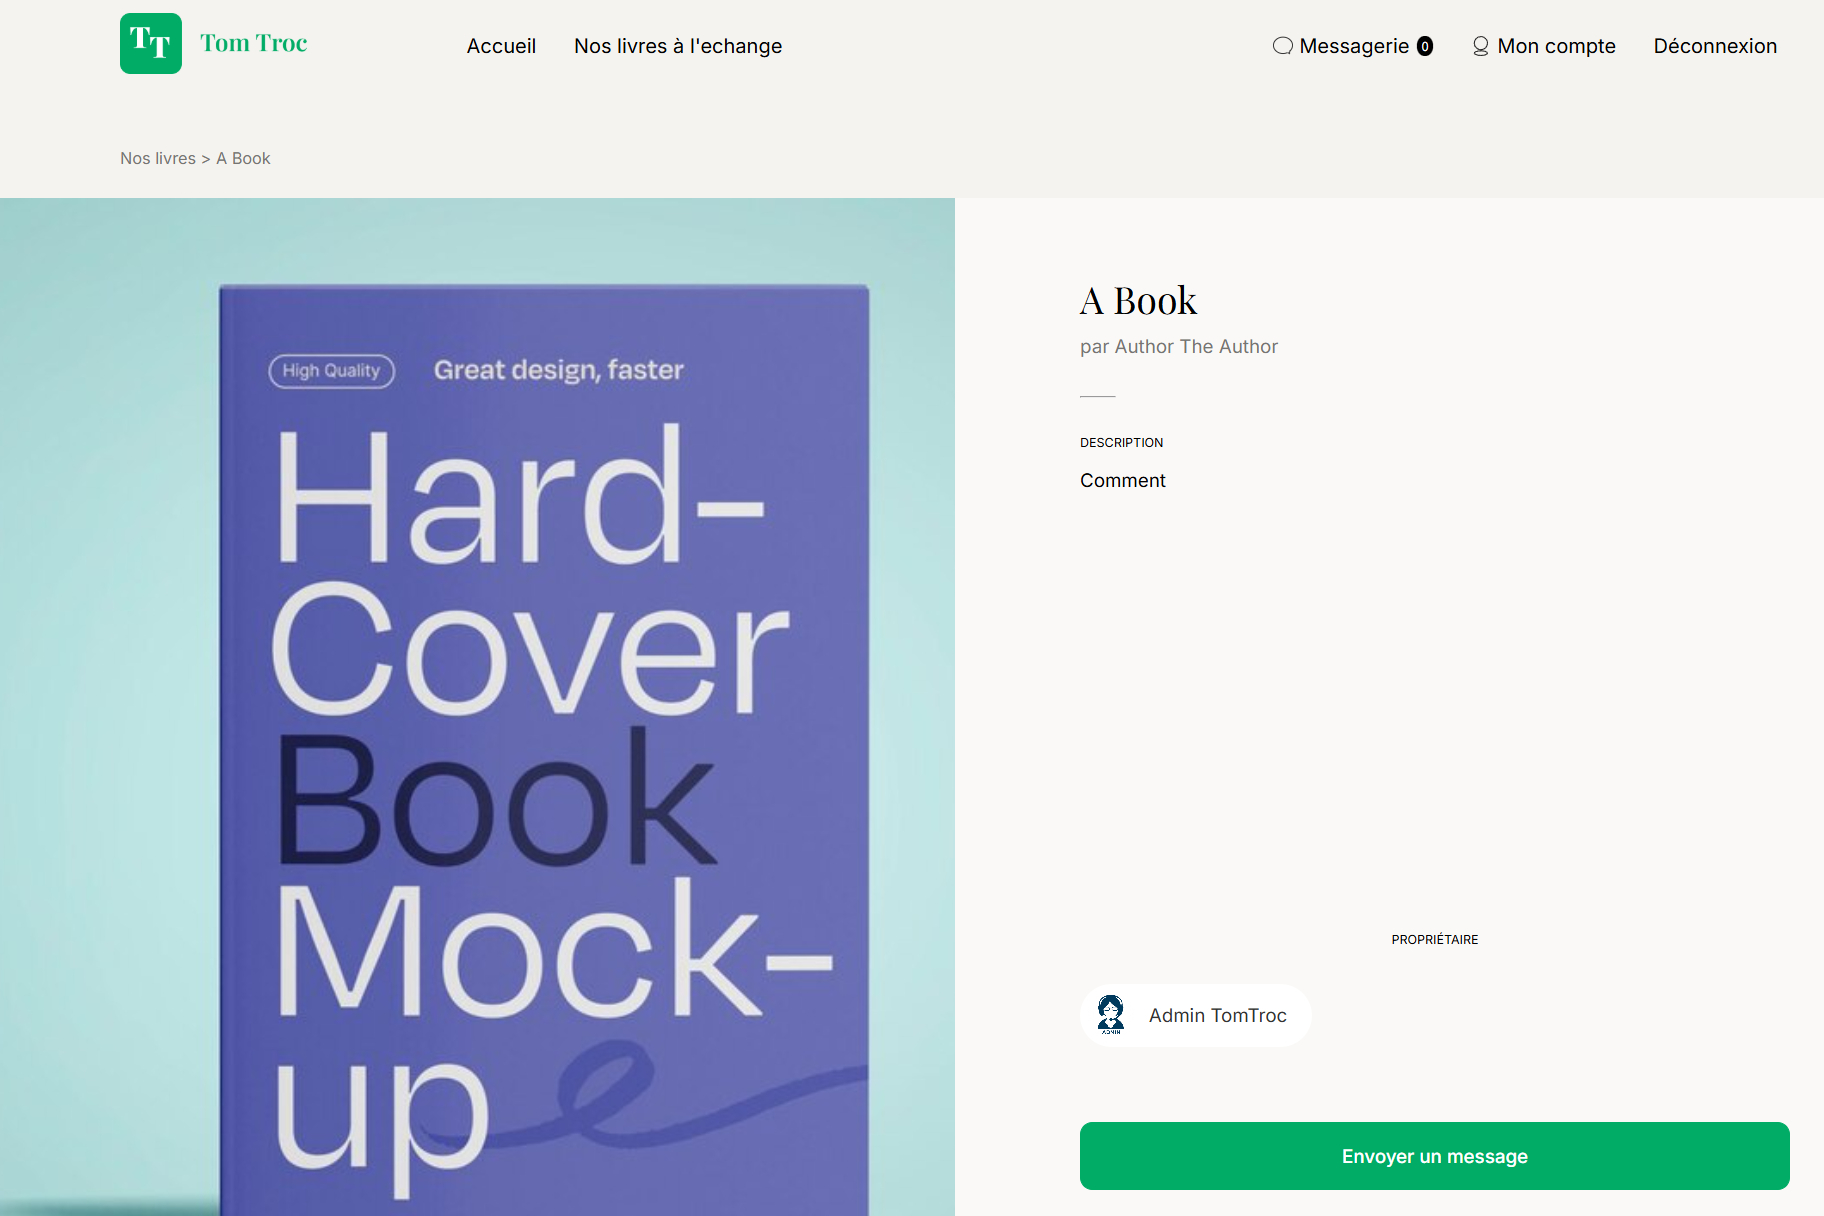 TT
Tom Troc
Accueil
Nos livres à l'echange
Messagerie 0
Mon compte
Déconnexion
Nos livres > A Book
High Quality
Great design, faster
Hard-
Cover
Book
Mock-
up
A Book
par Author The Author
DESCRIPTION
Comment
PROPRIÉTAIRE
ADMIN
Admin TomTroc
Envoyer un message